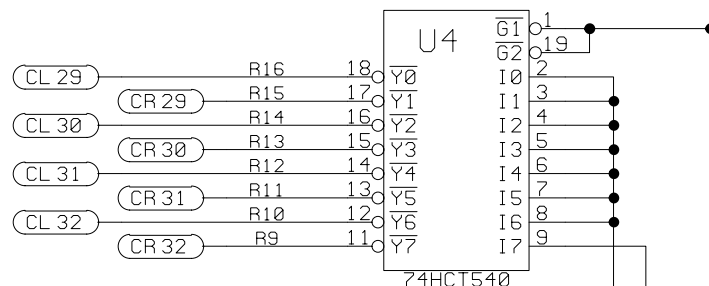 U4 G1 1
G2 19
CL 29 R16 18 Y0 I0 2
CR 29 R15 17 Y1 I1 3
CL 30 R14 16 Y2 I2 4
CR 30 R13 15 Y3 I3 5
CL 31 R12 14 Y4 I4 6
CR 31 R11 13 Y5 I5 7
CL 32 R10 12 Y6 I6 8
CR 32 R9 11 Y7 I7 9
74HCT540